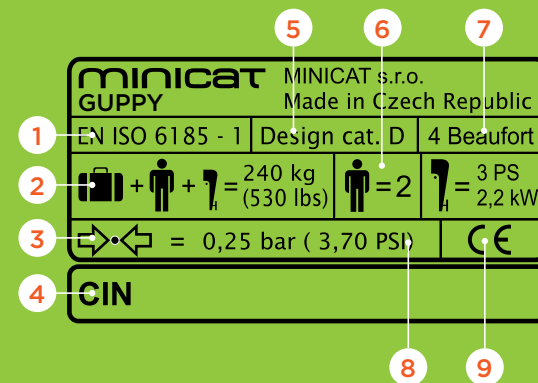 5 6 7
minicat MINICAT s.r.o.
GUPPY Made in Czech Republic
1 EN ISO 6185 - 1 Design cat. D 4 Beaufort
2 + + = 240 kg (530 lbs) = 2 = 3 PS 2,2 kW
3 = 0,25 bar ( 3,70 PSI) CE
4 CIN
8 9